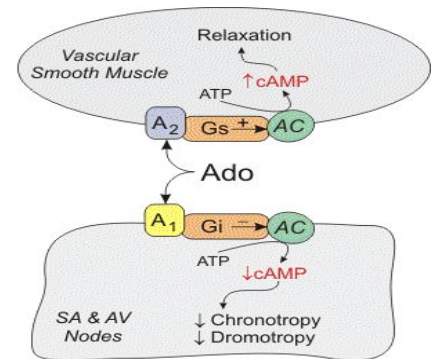 Relaxation
Vascular
Smooth Muscle
↑cAMP
ATP
A2 Gs + AC
Ado
A1 Gi − AC
ATP
↓cAMP
SA & AV
Nodes
↓ Chronotropy
↓ Dromotropy